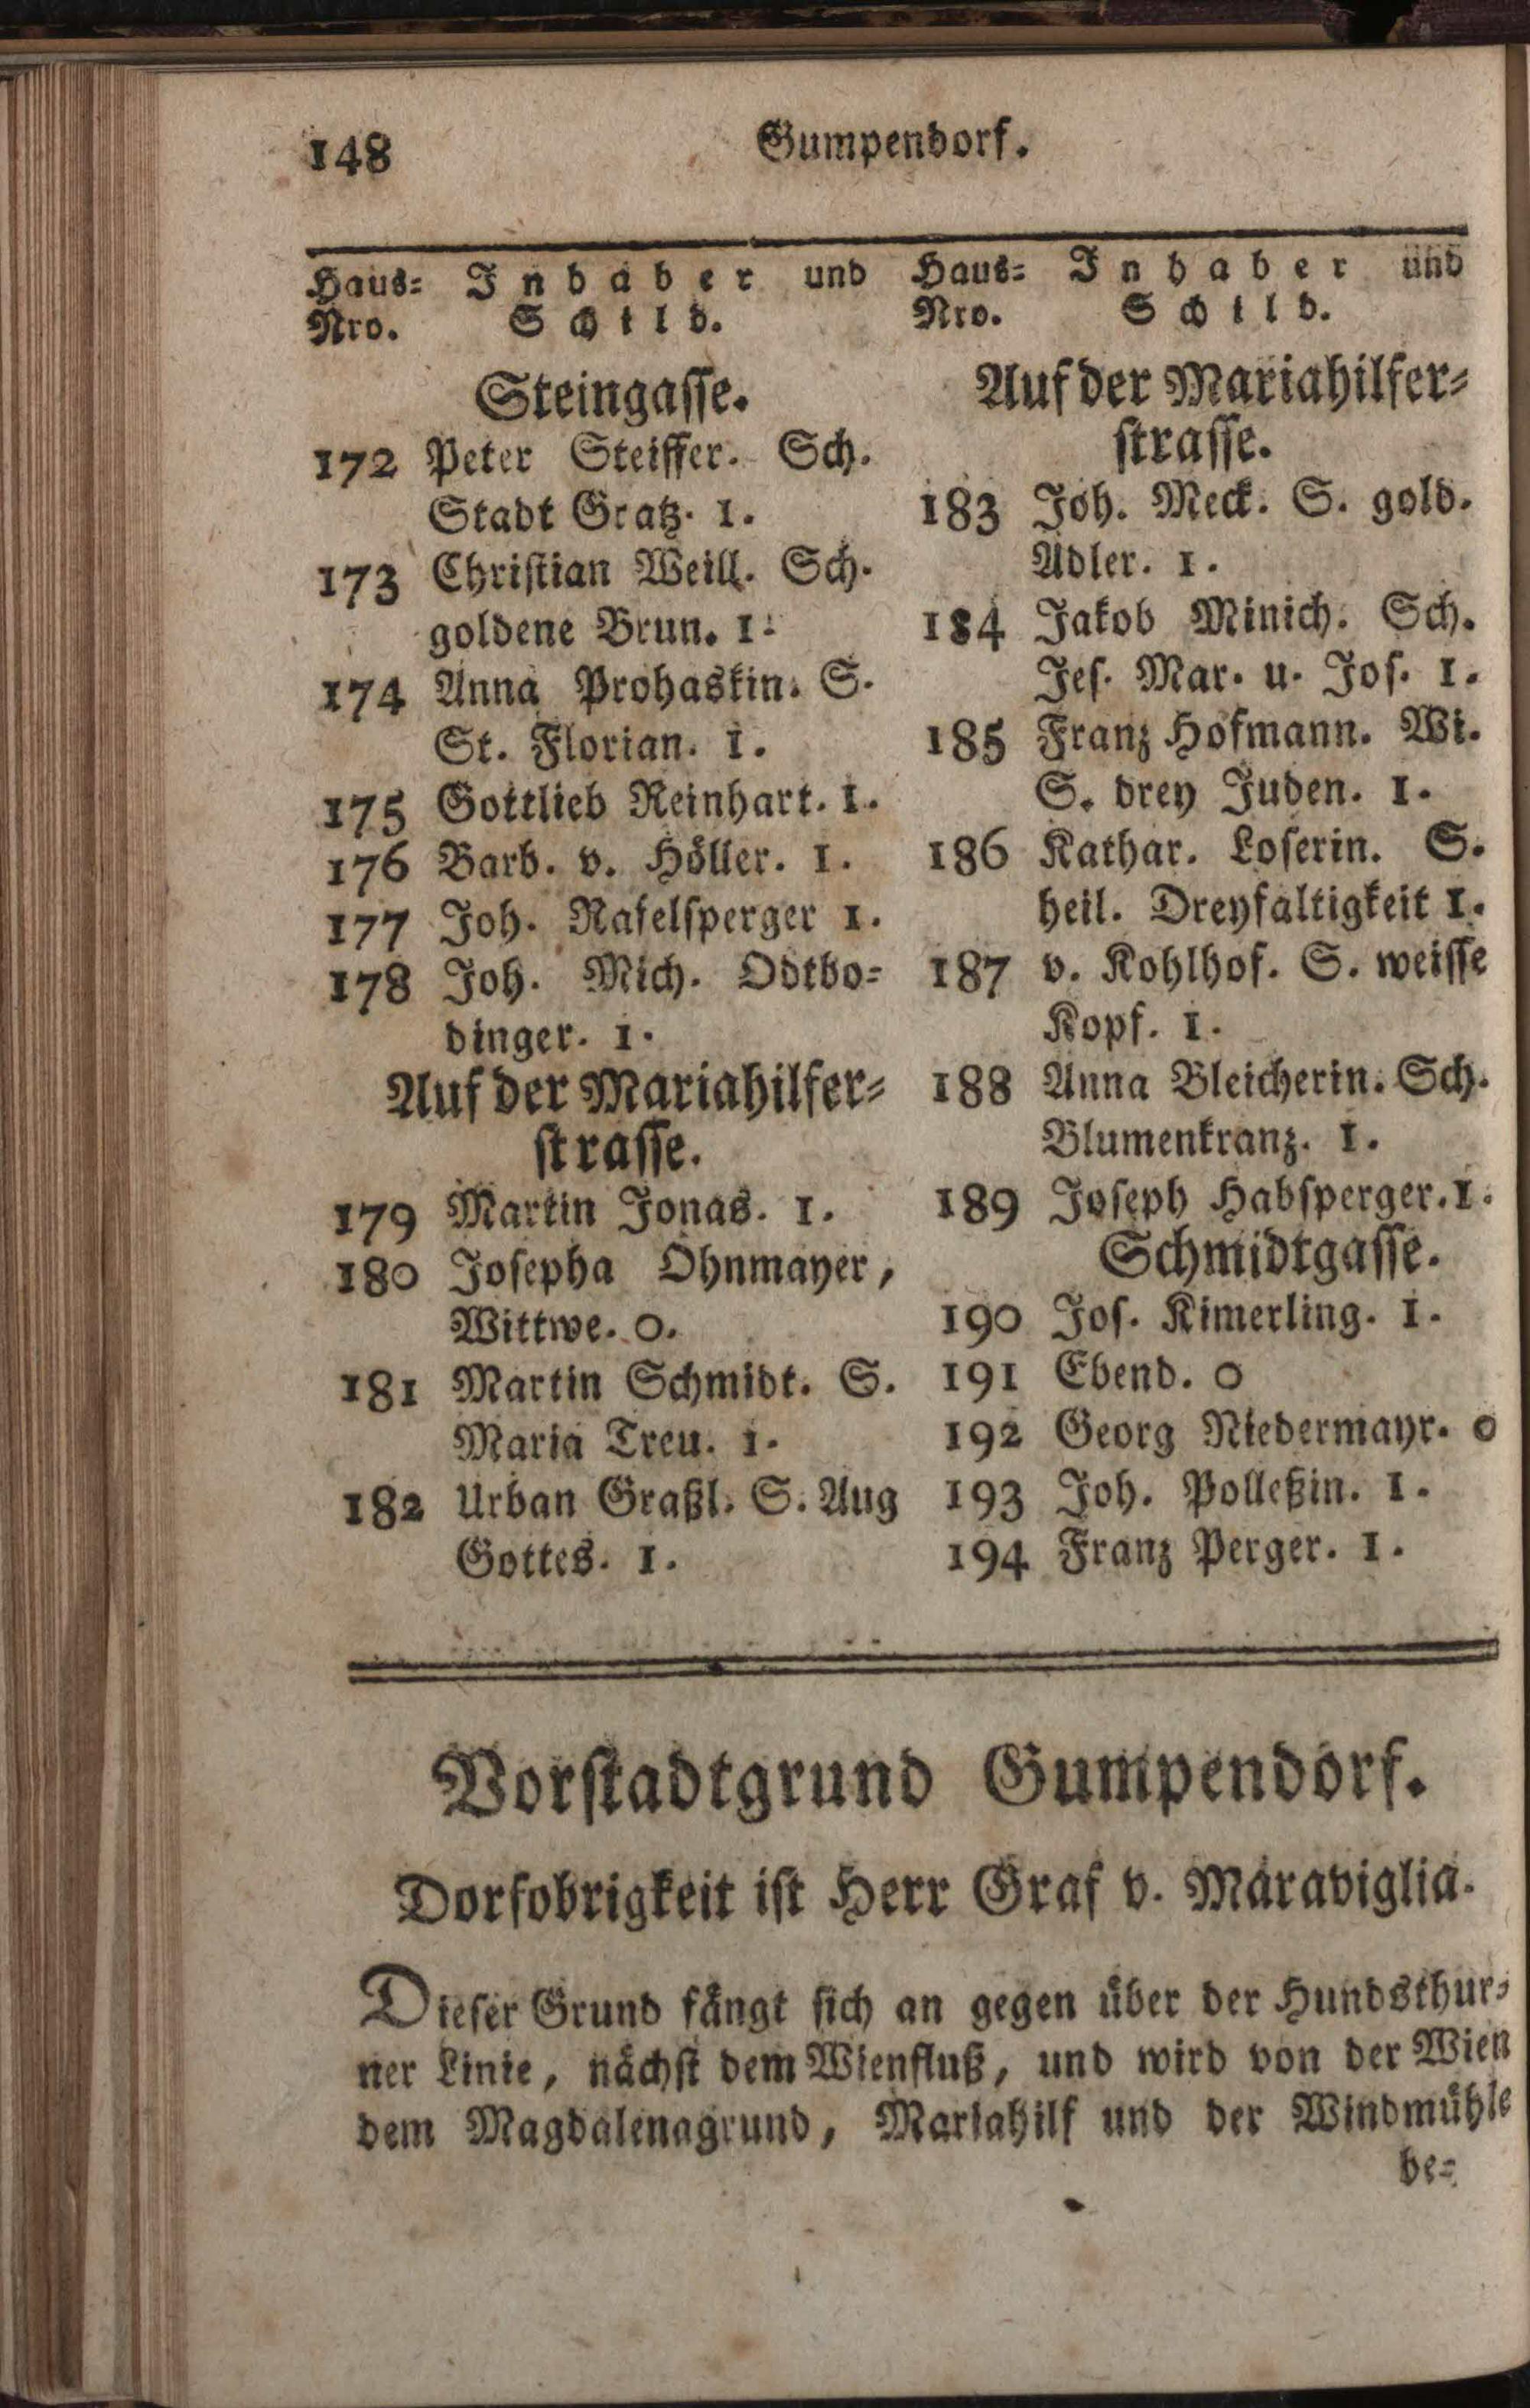 148
Gumpendorf.
Haus= Inhaber und
Nro. Schild.
Steingasse.
172 Peter Steiffer. Sch.
Stadt Gratz. 1.
173 Christian Weill. Sch.
goldene Brun. 1.
174 Anna Prohaskin. S.
St. Florian. 1.
175 Gottlieb Reinhart. 1.
176 Barb. v. Höller. 1.
177 Joh. Rafelsperger 1.
178 Joh. Mich. Odtbo=
dinger. 1.
Auf der Mariahilfer=
strasse.
179 Martin Jonas. 1.
180 Josepha Ohnmayer,
Wittwe. 0.
181 Martin Schmidt. S.
Maria Treu. 1.
182 Urban Graßl. S. Aug
Gottes. 1.
Haus= Inhaber und
Nro. Schild.
Auf der Mariahilfer=
strasse.
183 Joh. Meck. S. gold.
Adler. 1.
184 Jakob Minich. Sch.
Jes. Mar. u. Jos. 1.
185 Franz Hofmann. Wi.
S. drey Juden. 1.
186 Kathar. Loserin. S.
heil. Dreyfaltigkeit 1.
187 v. Kohlhof. S. weisse
Kopf. 1.
188 Anna Bleicherin. Sch.
Blumenkranz. 1.
189 Joseph Habsperger. 1.
Schmidtgasse.
190 Jos. Kimerling. 1.
191 Ebend. 0
192 Georg Niedermayr. 0
193 Joh. Polleßin. 1.
194 Franz Perger. 1.
Vorstadtgrund Gumpendorf.
Dorfobrigkeit ist Herr Graf v. Maraviglia.
Dieser Grund fängt sich an gegen über der Hundsthur=
ner Linie, nächst dem Wienfluß, und wird von der Wien
dem Magdalenagrund, Mariahilf und der Windmühle
be=